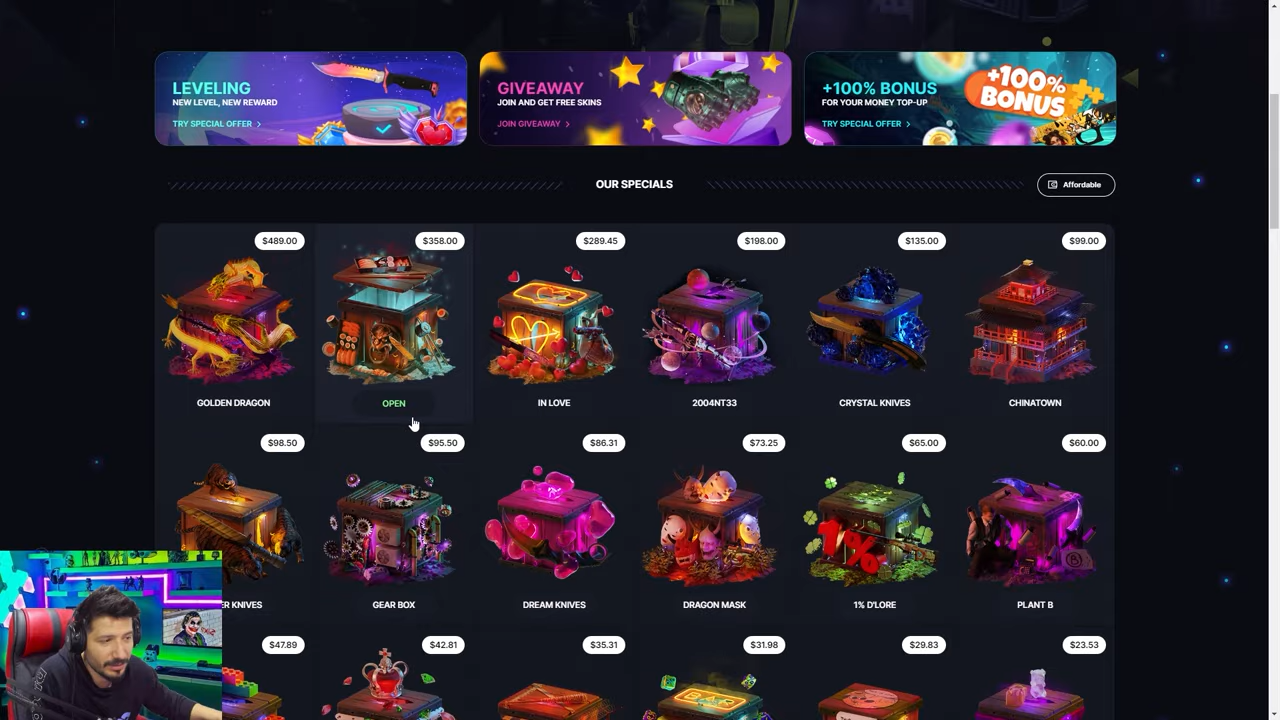 LEVELING
NEW LEVEL, NEW REWARD
TRY SPECIAL OFFER >
GIVEAWAY
JOIN AND GET FREE SKINS
JOIN GIVEAWAY >
+100% BONUS
FOR YOUR MONEY TOP-UP
TRY SPECIAL OFFER >
+100%
BONUS
OUR SPECIALS
Affordable
$489.00
$358.00
$289.45
$198.00
$135.00
$99.00
GOLDEN DRAGON
OPEN
IN LOVE
2004NT33
CRYSTAL KNIVES
CHINATOWN
$98.50
$95.50
$86.31
$73.25
$65.00
$60.00
1%
ER KNIVES
GEAR BOX
DREAM KNIVES
DRAGON MASK
1% D'LORE
PLANT B
$47.89
$42.81
$35.31
$31.98
$29.83
$23.53